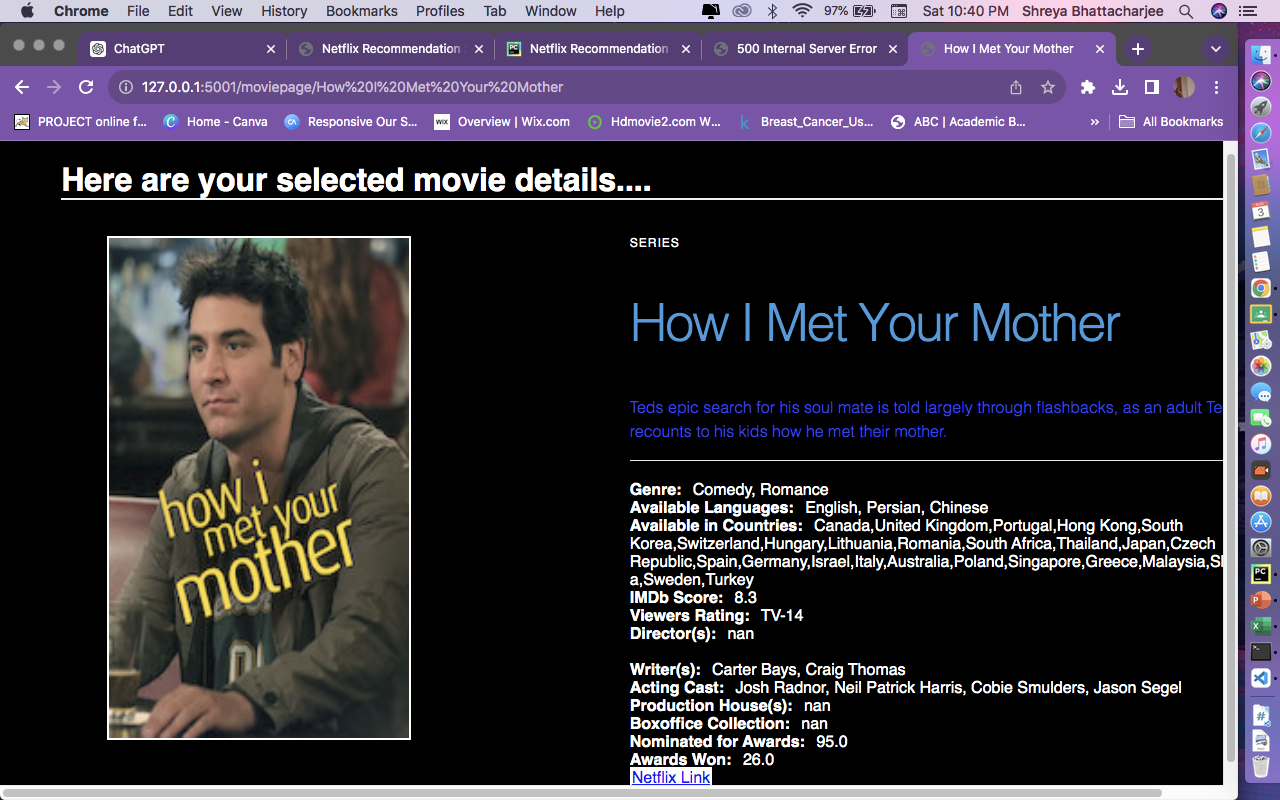 Chrome File Edit View History Bookmarks Profiles Tab Window Help 97% Sat 10:40 PM Shreya Bhattacharjee
ChatGPT Netflix Recommendation Netflix Recommendation 500 Internal Server Error How I Met Your Mother
127.0.0.1:5001/moviepage/How%20I%20Met%20Your%20Mother
PROJECT online f... Home - Canva Responsive Our S... WIX Overview | Wix.com Hdmovie2.com W... k Breast_Cancer_Us... ABC | Academic B... » All Bookmarks
Here are your selected movie details....
how i
met your
mother
SERIES
How I Met Your Mother
Teds epic search for his soul mate is told largely through flashbacks, as an adult Te
recounts to his kids how he met their mother.
Genre: Comedy, Romance
Available Languages: English, Persian, Chinese
Available in Countries: Canada,United Kingdom,Portugal,Hong Kong,South
Korea,Switzerland,Hungary,Lithuania,Romania,South Africa,Thailand,Japan,Czech
Republic,Spain,Germany,Israel,Italy,Australia,Poland,Singapore,Greece,Malaysia,Sl
a,Sweden,Turkey
IMDb Score: 8.3
Viewers Rating: TV-14
Director(s): nan
Writer(s): Carter Bays, Craig Thomas
Acting Cast: Josh Radnor, Neil Patrick Harris, Cobie Smulders, Jason Segel
Production House(s): nan
Boxoffice Collection: nan
Nominated for Awards: 95.0
Awards Won: 26.0
Netflix Link